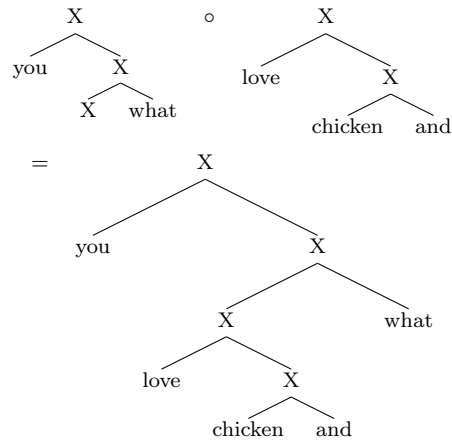 X ∘ X
you X love X
X what chicken and
= X
you X
X what
love X
chicken and